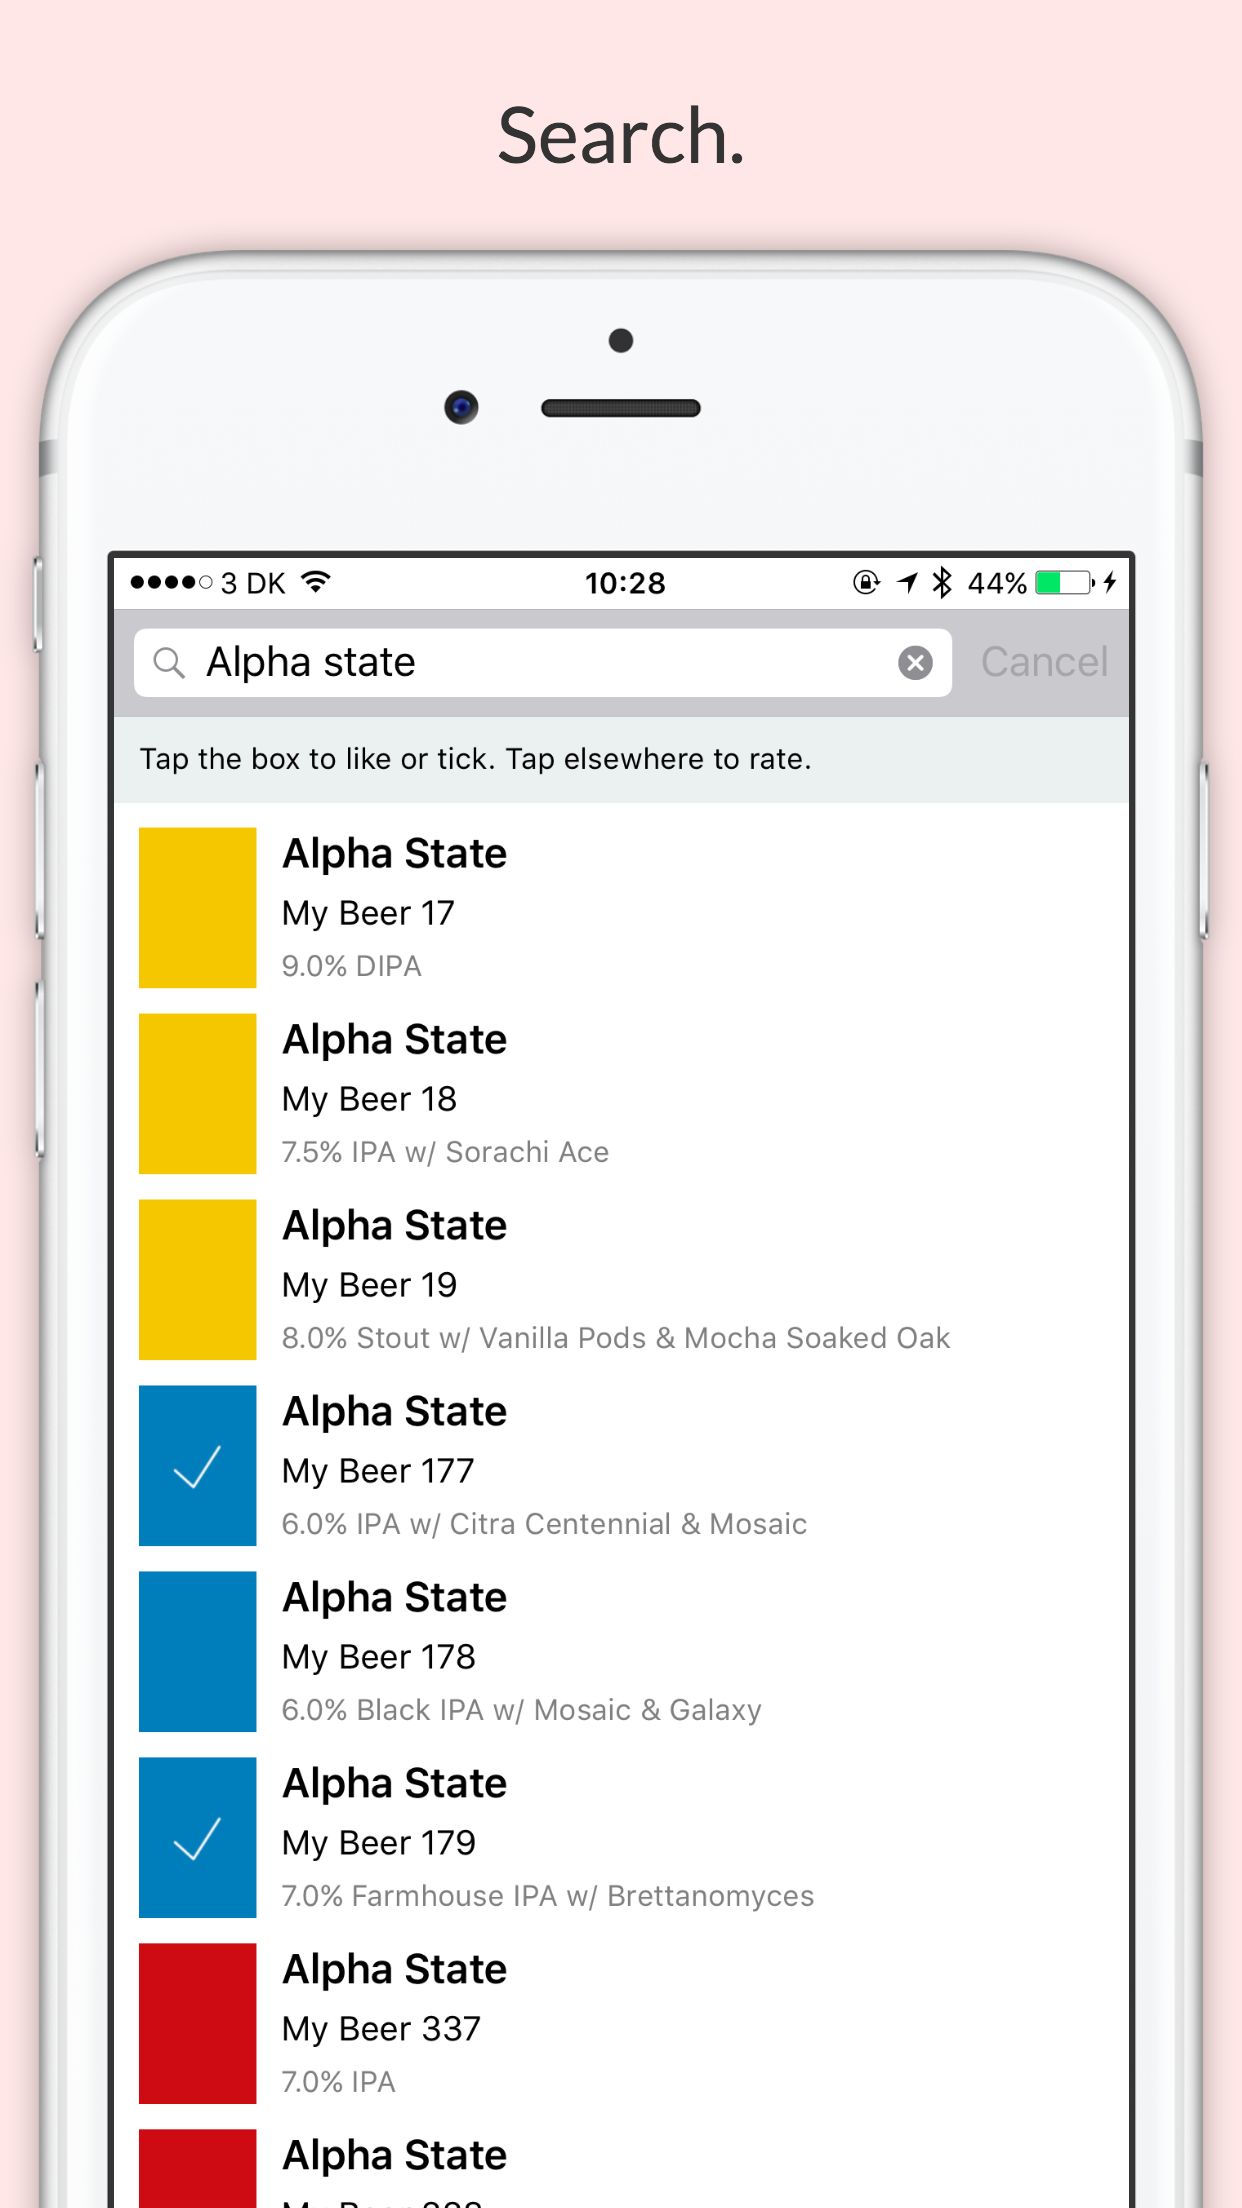 Search.
3 DK 10:28 44%
Alpha state Cancel
Tap the box to like or tick. Tap elsewhere to rate.
Alpha State
My Beer 17
9.0% DIPA
Alpha State
My Beer 18
7.5% IPA w/ Sorachi Ace
Alpha State
My Beer 19
8.0% Stout w/ Vanilla Pods & Mocha Soaked Oak
Alpha State
My Beer 177
6.0% IPA w/ Citra Centennial & Mosaic
Alpha State
My Beer 178
6.0% Black IPA w/ Mosaic & Galaxy
Alpha State
My Beer 179
7.0% Farmhouse IPA w/ Brettanomyces
Alpha State
My Beer 337
7.0% IPA
Alpha State
My Beer